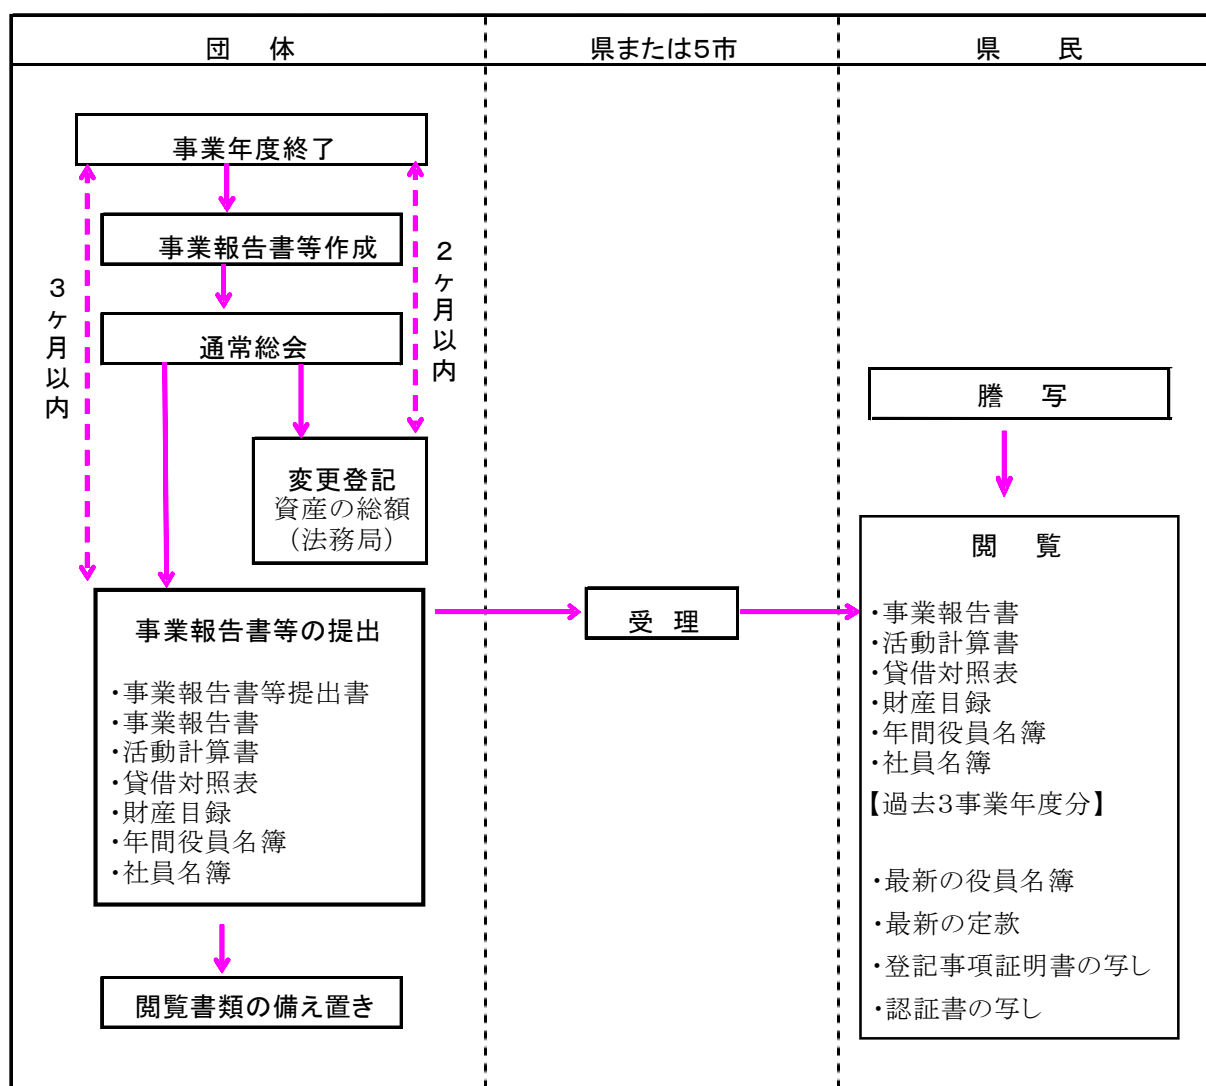 団 体
県または5市
県 民
事業年度終了
事業報告書等作成
通常総会
3ヶ月以内
2ヶ月以内
変更登記
資産の総額
(法務局)
事業報告書等の提出
・事業報告書等提出書
・事業報告書
・活動計算書
・貸借対照表
・財産目録
・年間役員名簿
・社員名簿
閲覧書類の備え置き
受 理
謄 写
閲 覧
・事業報告書
・活動計算書
・貸借対照表
・財産目録
・年間役員名簿
・社員名簿
【過去3事業年度分】
・最新の役員名簿
・最新の定款
・登記事項証明書の写し
・認証書の写し